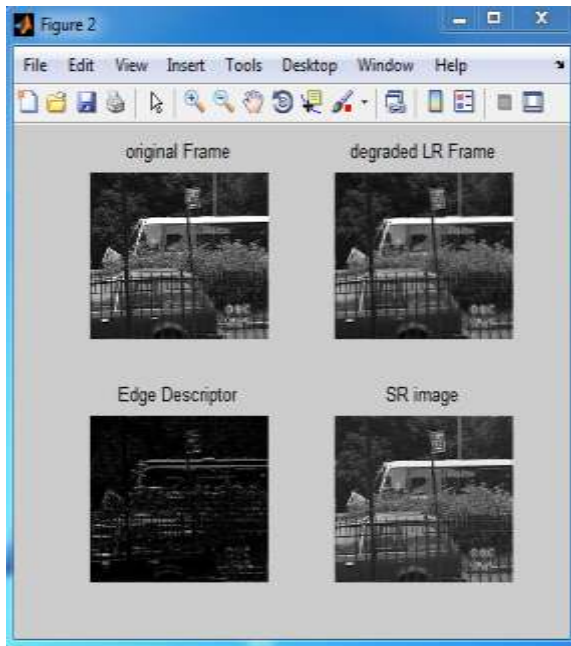 Figure 2
File Edit View Insert Tools Desktop Window Help
original Frame degraded LR Frame
Edge Descriptor SR image